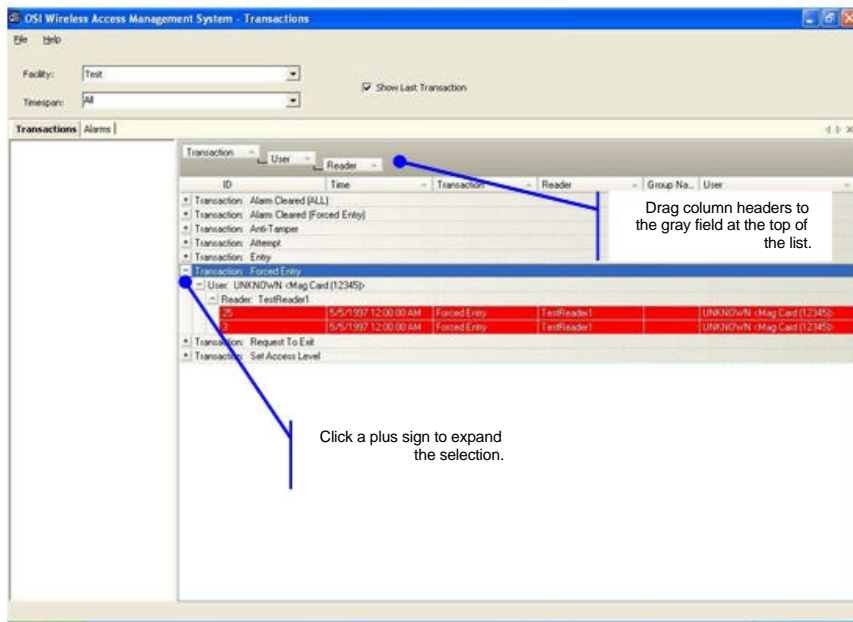 OSI Wireless Access Management System - Transactions
File Help
Facility: Test
Show Last Transaction
Timespan: All
Transactions Alarms
Transaction User Reader
ID Time Transaction Reader Group Na... User
Transaction: Alarm Cleared (ALL)
Transaction: Alarm Cleared (Forced Entry)
Transaction: Anti-Tamper
Transaction: Attempt
Transaction: Entry
Transaction: Forced Entry
User: UNKNOWN <Mag Card (12345)>
Reader: TestReader1
25 5/5/1997 12:00:00 AM Forced Entry TestReader1 UNKNOWN <Mag Card (12345)>
3 5/5/1997 12:00:00 AM Forced Entry TestReader1 UNKNOWN <Mag Card (12345)>
Transaction: Request To Exit
Transaction: Set Access Level
Drag column headers to
the gray field at the top of
the list.
Click a plus sign to expand
the selection.